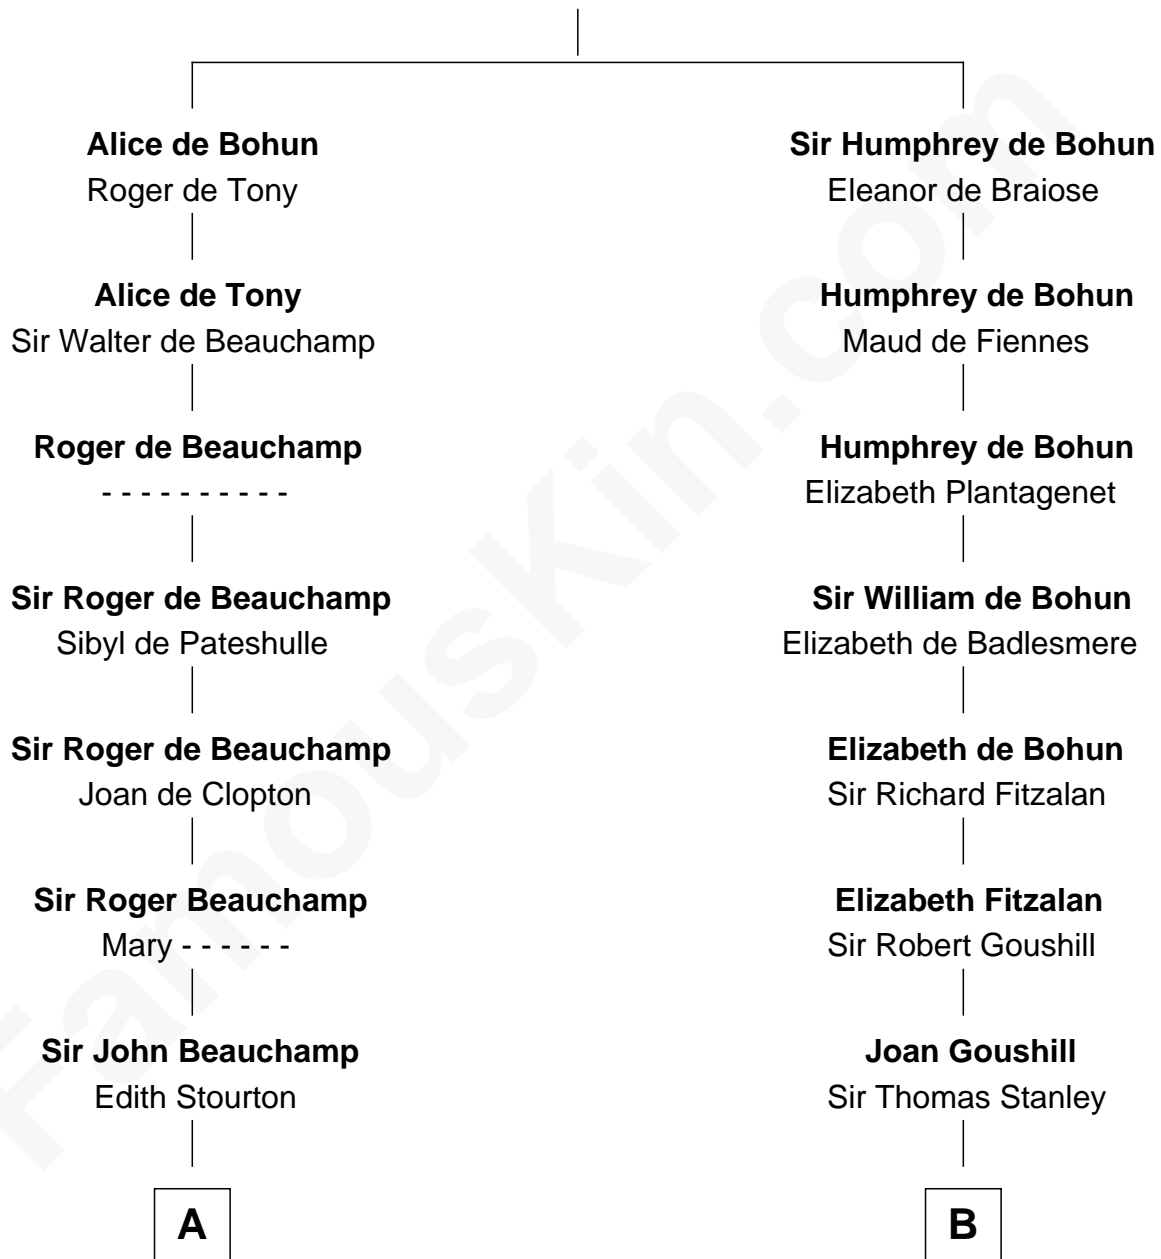 Alice de Bohun
Roger de Tony
Alice de Tony
Sir Walter de Beauchamp
Roger de Beauchamp
- - - - - - - - - -
Sir Roger de Beauchamp
Sibyl de Pateshulle
Sir Roger de Beauchamp
Joan de Clopton
Sir Roger Beauchamp
Mary - - - - - -
Sir John Beauchamp
Edith Stourton
A
Sir Humphrey de Bohun
Eleanor de Braiose
Humphrey de Bohun
Maud de Fiennes
Humphrey de Bohun
Elizabeth Plantagenet
Sir William de Bohun
Elizabeth de Badlesmere
Elizabeth de Bohun
Sir Richard Fitzalan
Elizabeth Fitzalan
Sir Robert Goushill
Joan Goushill
Sir Thomas Stanley
B
FamousKin.com